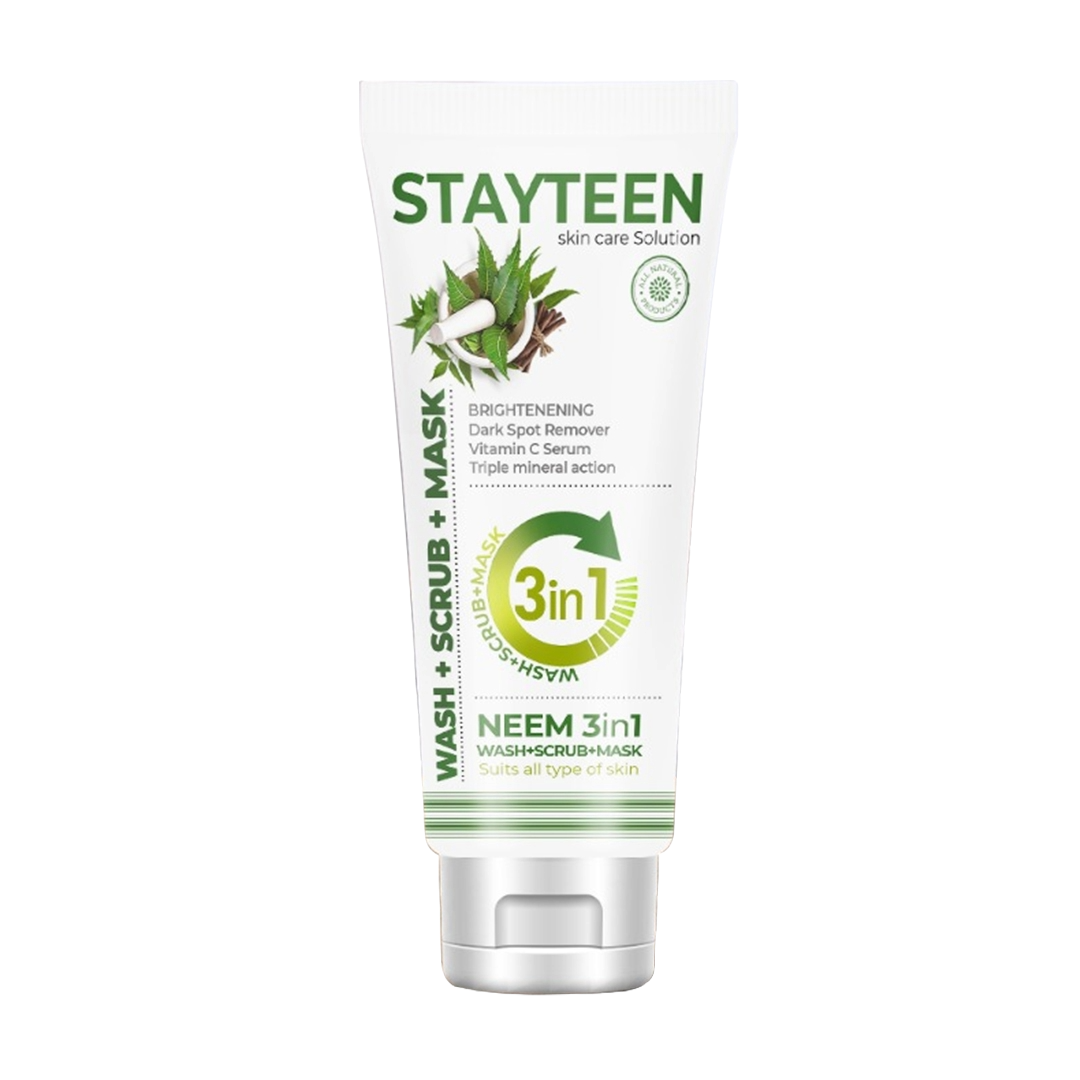 STAYTEEN
skin care Solution
ALL NATURAL
PRODUCTS
WASH + SCRUB + MASK
BRIGHTENENING
Dark Spot Remover
Vitamin C Serum
Triple mineral action
WASH+SCRUB+MASK
3in1
NEEM 3in1
WASH+SCRUB+MASK
Suits all type of skin